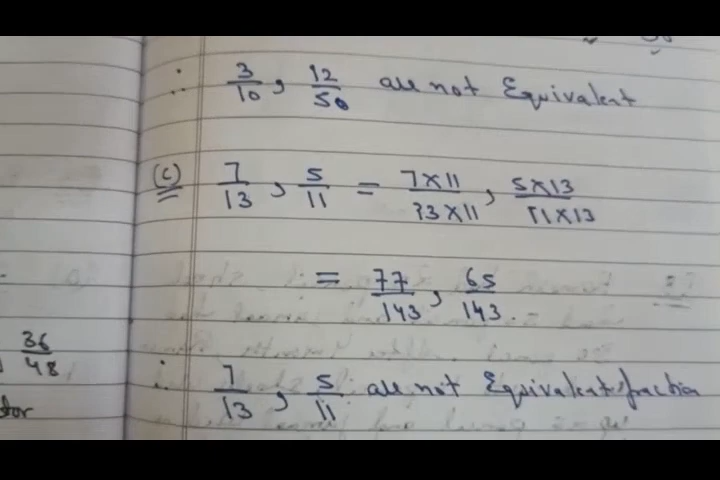 ∴ 3/10, 12/50 are not Equivalent
(c) 7/13, 5/11 = 7×11/13×11, 5×13/11×13
= 77/143, 65/143.
36/48
∴ 7/13, 5/11 are not Equivalent fraction
tor